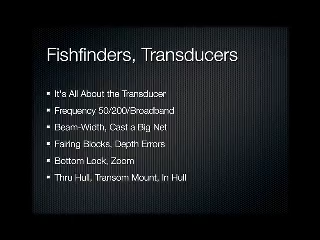 Fishfinders, Transducers
It's All About the Transducer
Frequency 50/200/Broadband
Beam-Width, Cast a Big Net
Fairing Blocks, Depth Errors
Bottom Lock, Zoom
Thru Hull, Transom Mount, In Hull